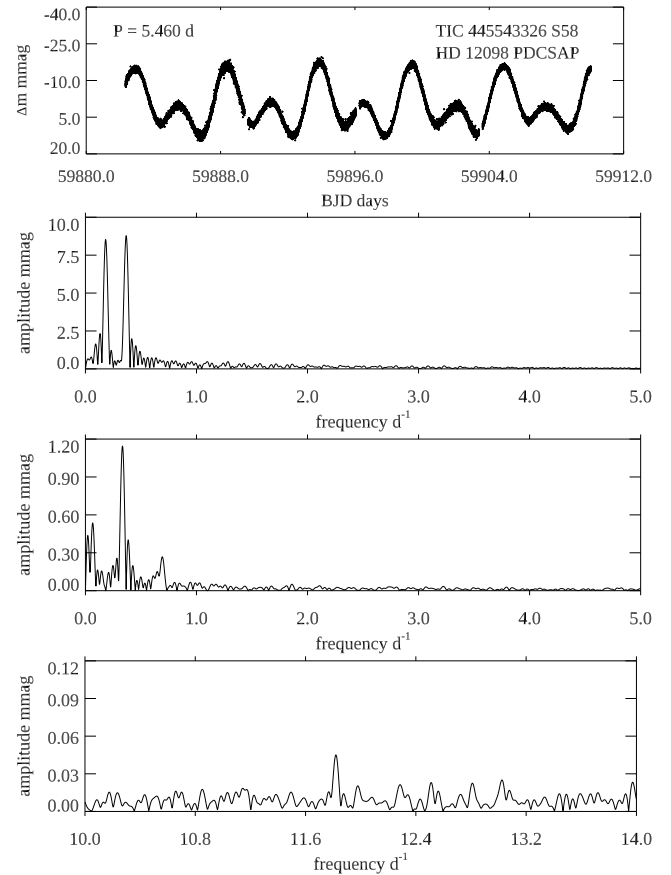 -40.0
P = 5.460 d
TIC 445543326 S58
-25.0
HD 12098 PDCSAP
-10.0
5.0
20.0
Δm mmag
59880.0 59888.0 59896.0 59904.0 59912.0
BJD days
10.0
7.5
5.0
2.5
0.0
amplitude mmag
0.0 1.0 2.0 3.0 4.0 5.0
frequency d-1
1.20
0.90
0.60
0.30
0.00
amplitude mmag
0.0 1.0 2.0 3.0 4.0 5.0
frequency d-1
0.12
0.09
0.06
0.03
0.00
amplitude mmag
10.0 10.8 11.6 12.4 13.2 14.0
frequency d-1